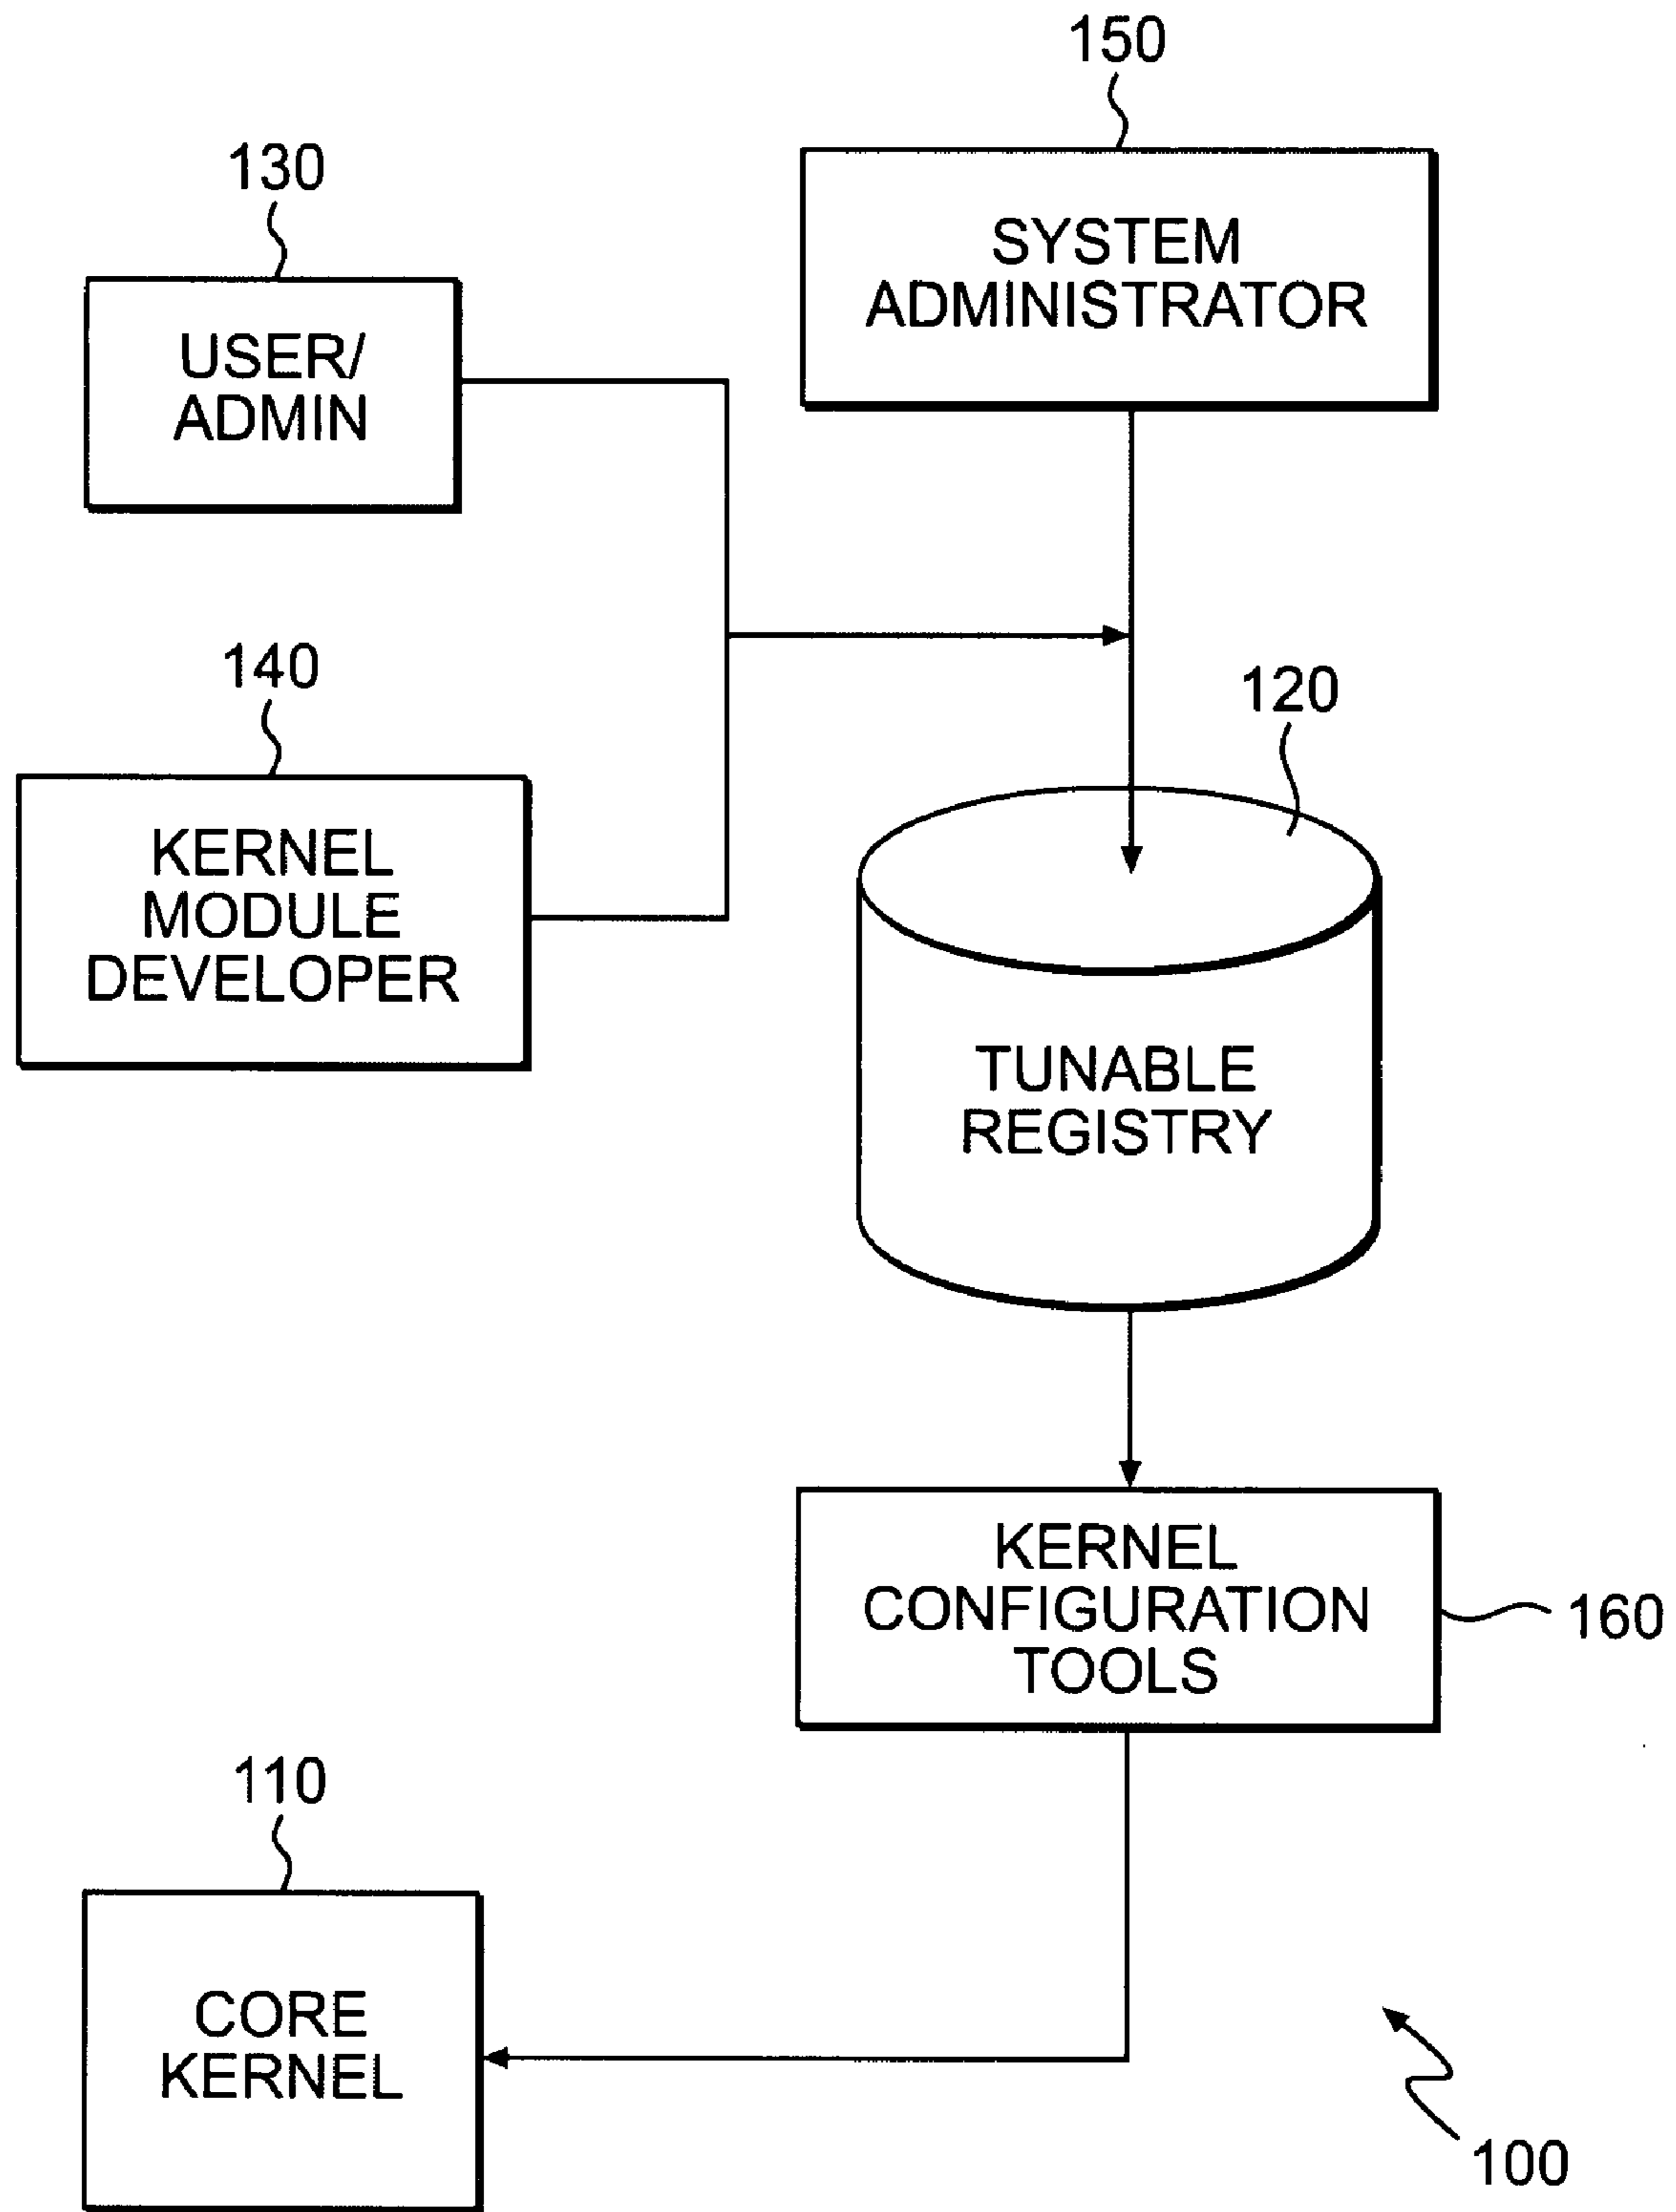 150
130
SYSTEM
ADMINISTRATOR
USER/
ADMIN
140
120
KERNEL
MODULE
DEVELOPER
TUNABLE
REGISTRY
KERNEL
CONFIGURATION
TOOLS
160
110
CORE
KERNEL
100